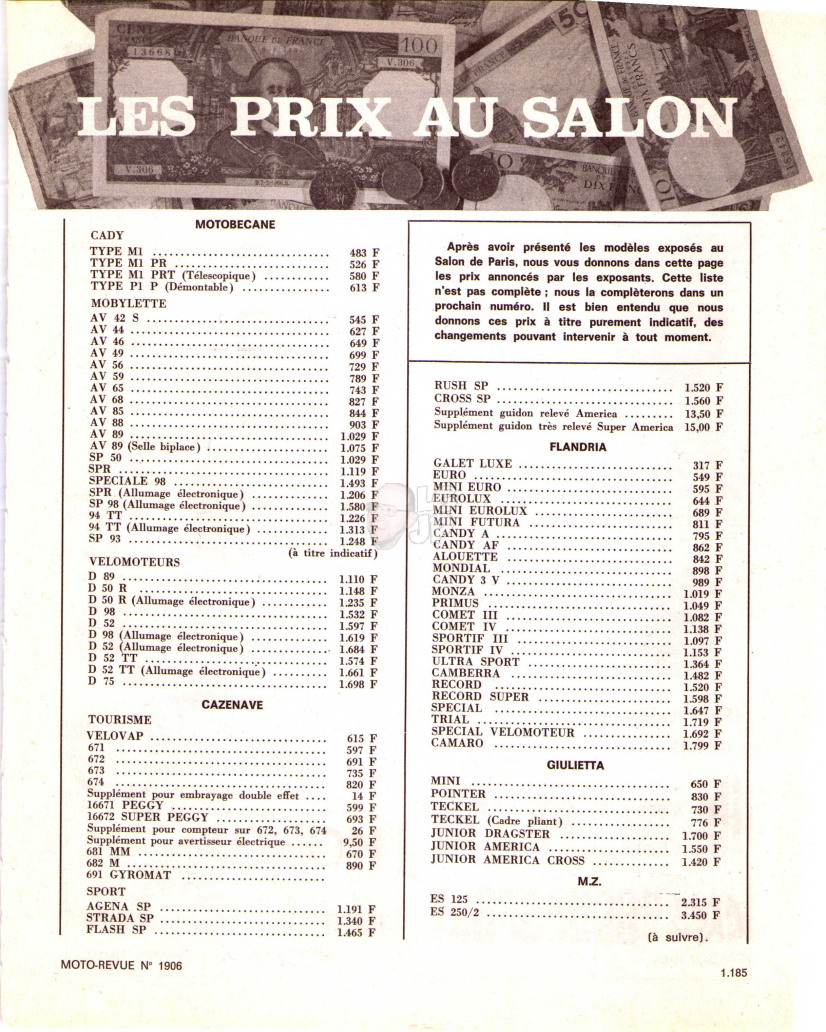 LES PRIX AU SALON
CENT
13668
BANQUE DE FRANCE
100
V.306
V.306
50
10
BANQUE
DIX FRANCS
MOTOBECANE
CADY
TYPE M1 ........ 483 F
TYPE M1 PR ........ 526 F
TYPE M1 PRT (Télescopique) ........ 580 F
TYPE P1 P (Démontable) ........ 613 F
MOBYLETTE
AV 42 S ........ 545 F
AV 44 ........ 627 F
AV 46 ........ 649 F
AV 49 ........ 699 F
AV 56 ........ 729 F
AV 59 ........ 789 F
AV 65 ........ 743 F
AV 68 ........ 827 F
AV 85 ........ 844 F
AV 88 ........ 903 F
AV 89 ........ 1.029 F
AV 89 (Selle biplace) ........ 1.075 F
SP 50 ........ 1.029 F
SPR ........ 1.119 F
SPECIALE 98 ........ 1.493 F
SPR (Allumage électronique) ........ 1.206 F
SP 98 (Allumage électronique) ........ 1.580 F
94 TT ........ 1.226 F
94 TT (Allumage électronique) ........ 1.313 F
SP 93 ........ 1.248 F
(à titre indicatif)
VELOMOTEURS
D 89 ........ 1.110 F
D 50 R ........ 1.148 F
D 50 R (Allumage électronique) ........ 1.235 F
D 98 ........ 1.532 F
D 52 ........ 1.597 F
D 98 (Allumage électronique) ........ 1.619 F
D 52 (Allumage électronique) ........ 1.684 F
D 52 TT ........ 1.574 F
D 52 TT (Allumage électronique) ........ 1.661 F
D 75 ........ 1.698 F
CAZENAVE
TOURISME
VELOVAP ........ 615 F
671 ........ 597 F
672 ........ 691 F
673 ........ 735 F
674 ........ 820 F
Supplément pour embrayage double effet .... 14 F
16671 PEGGY ........ 599 F
16672 SUPER PEGGY ........ 693 F
Supplément pour compteur sur 672, 673, 674 26 F
Supplément pour avertisseur électrique ...... 9,50 F
681 MM ........ 670 F
682 M ........ 890 F
691 GYROMAT ........
SPORT
AGENA SP ........ 1.191 F
STRADA SP ........ 1.340 F
FLASH SP ........ 1.465 F
Après avoir présenté les modèles exposés au
Salon de Paris, nous vous donnons dans cette page
les prix annoncés par les exposants. Cette liste
n'est pas complète ; nous la complèterons dans un
prochain numéro. Il est bien entendu que nous
donnons ces prix à titre purement indicatif, des
changements pouvant intervenir à tout moment.
RUSH SP ........ 1.520 F
CROSS SP ........ 1.560 F
Supplément guidon relevé America ......... 13,50 F
Supplément guidon très relevé Super America 15,00 F
FLANDRIA
GALET LUXE ........ 317 F
EURO ........ 549 F
MINI EURO ........ 595 F
EUROLUX ........ 644 F
MINI EUROLUX ........ 689 F
MINI FUTURA ........ 811 F
CANDY A ........ 795 F
CANDY AF ........ 862 F
ALOUETTE ........ 842 F
MONDIAL ........ 898 F
CANDY 3 V ........ 989 F
MONZA ........ 1.019 F
PRIMUS ........ 1.049 F
COMET III ........ 1.082 F
COMET IV ........ 1.138 F
SPORTIF III ........ 1.097 F
SPORTIF IV ........ 1.153 F
ULTRA SPORT ........ 1.364 F
CAMBERRA ........ 1.482 F
RECORD ........ 1.520 F
RECORD SUPER ........ 1.598 F
SPECIAL ........ 1.647 F
TRIAL ........ 1.719 F
SPECIAL VELOMOTEUR ........ 1.692 F
CAMARO ........ 1.799 F
GIULIETTA
MINI ........ 650 F
POINTER ........ 830 F
TECKEL ........ 730 F
TECKEL (Cadre pliant) ........ 776 F
JUNIOR DRAGSTER ........ 1.700 F
JUNIOR AMERICA ........ 1.550 F
JUNIOR AMERICA CROSS ........ 1.420 F
M.Z.
ES 125 ........ 2.315 F
ES 250/2 ........ 3.450 F
(à suivre).
MOTO-REVUE N° 1906
1.185